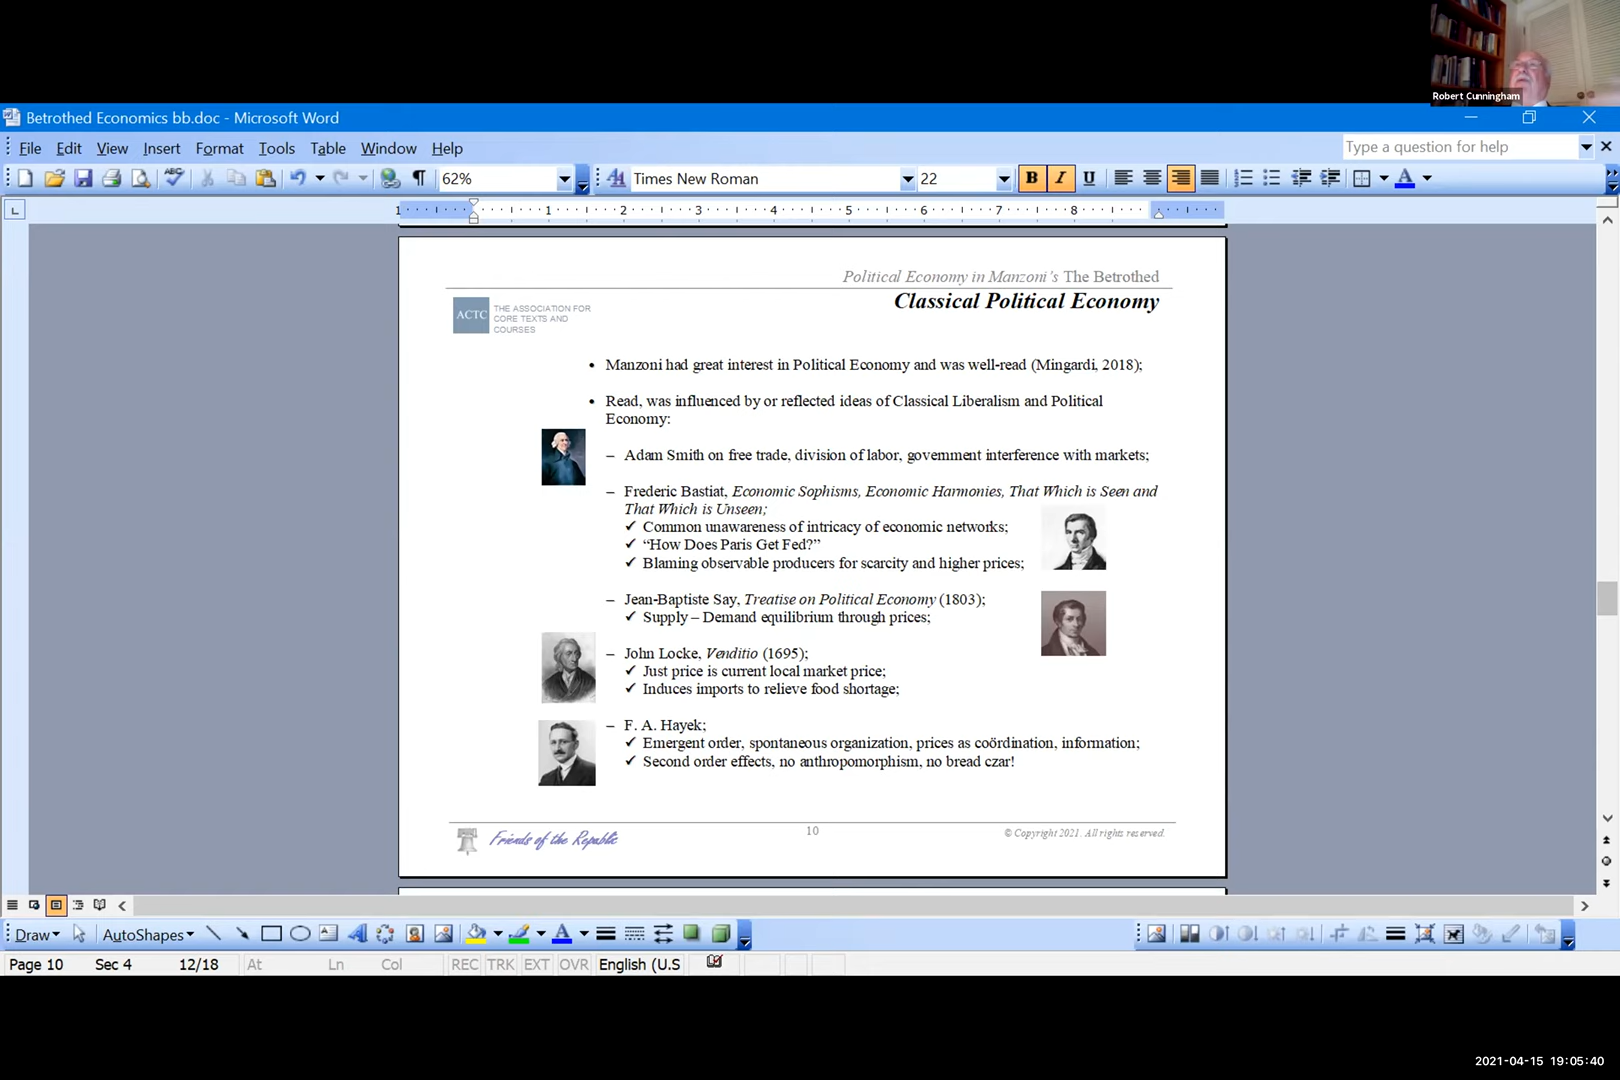 Robert Cunningham
Betrothed Economics bb.doc - Microsoft Word
File Edit View Insert Format Tools Table Window Help
Type a question for help
62%
Times New Roman
22
B I U
1 1 2 3 4 5 6 7 8
Political Economy in Manzoni's The Betrothed
Classical Political Economy
ACTC
THE ASSOCIATION FOR
CORE TEXTS AND
COURSES
• Manzoni had great interest in Political Economy and was well-read (Mingardi, 2018);
• Read, was influenced by or reflected ideas of Classical Liberalism and Political
Economy:
– Adam Smith on free trade, division of labor, government interference with markets;
– Frederic Bastiat, Economic Sophisms, Economic Harmonies, That Which is Seen and
That Which is Unseen;
✓ Common unawareness of intricacy of economic networks;
✓ “How Does Paris Get Fed?”
✓ Blaming observable producers for scarcity and higher prices;
– Jean-Baptiste Say, Treatise on Political Economy (1803);
✓ Supply – Demand equilibrium through prices;
– John Locke, Venditio (1695);
✓ Just price is current local market price;
✓ Induces imports to relieve food shortage;
– F. A. Hayek;
✓ Emergent order, spontaneous organization, prices as coördination, information;
✓ Second order effects, no anthropomorphism, no bread czar!
Friends of the Republic
10
© Copyright 2021. All rights reserved.
Draw AutoShapes
Page 10 Sec 4 12/18 At Ln Col REC TRK EXT OVR English (U.S
2021-04-15 19:05:40